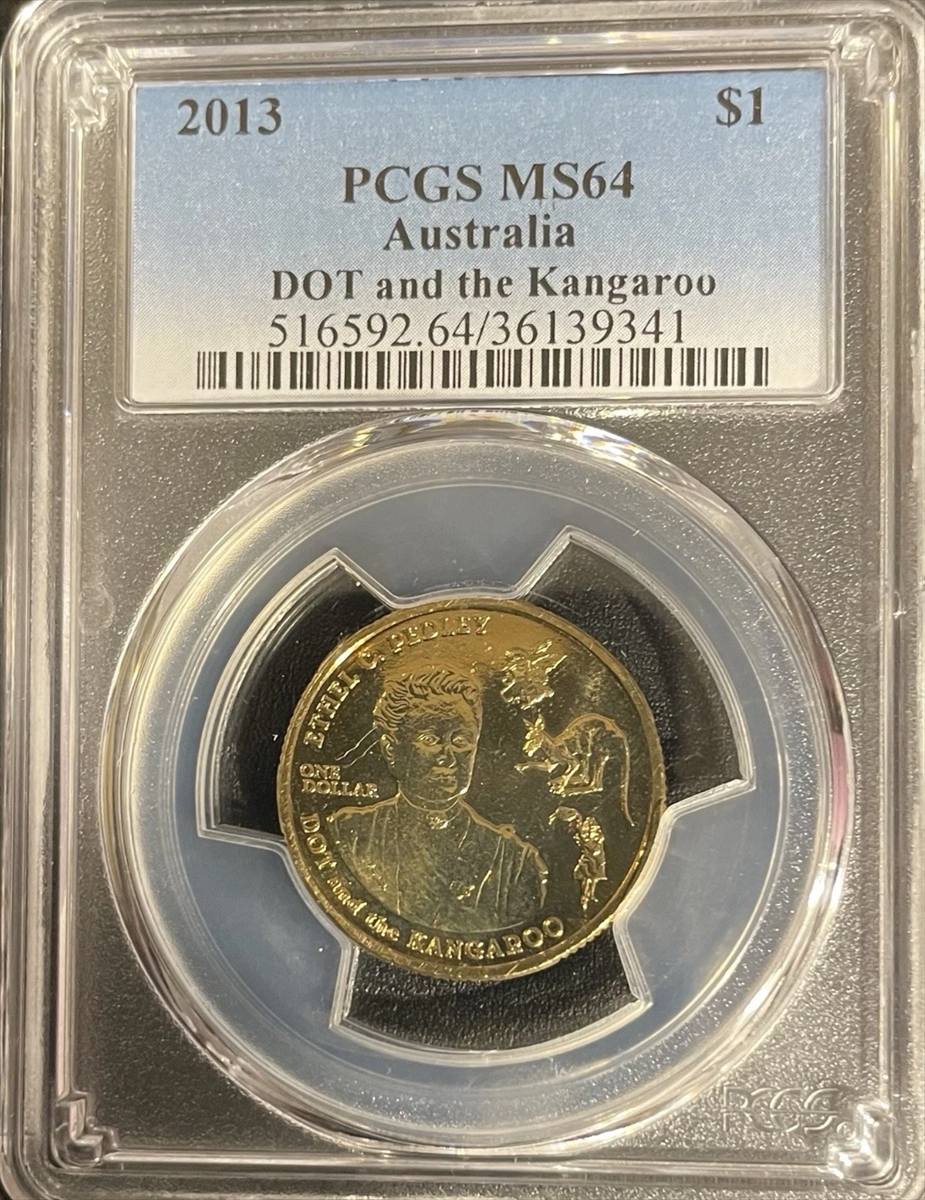 2013 $1
PCGS MS64
Australia
DOT and the Kangaroo
516592.64/36139341
ETHEL C. PEDLEY
ONE
DOLLAR
DOT and the KANGAROO
PCGS